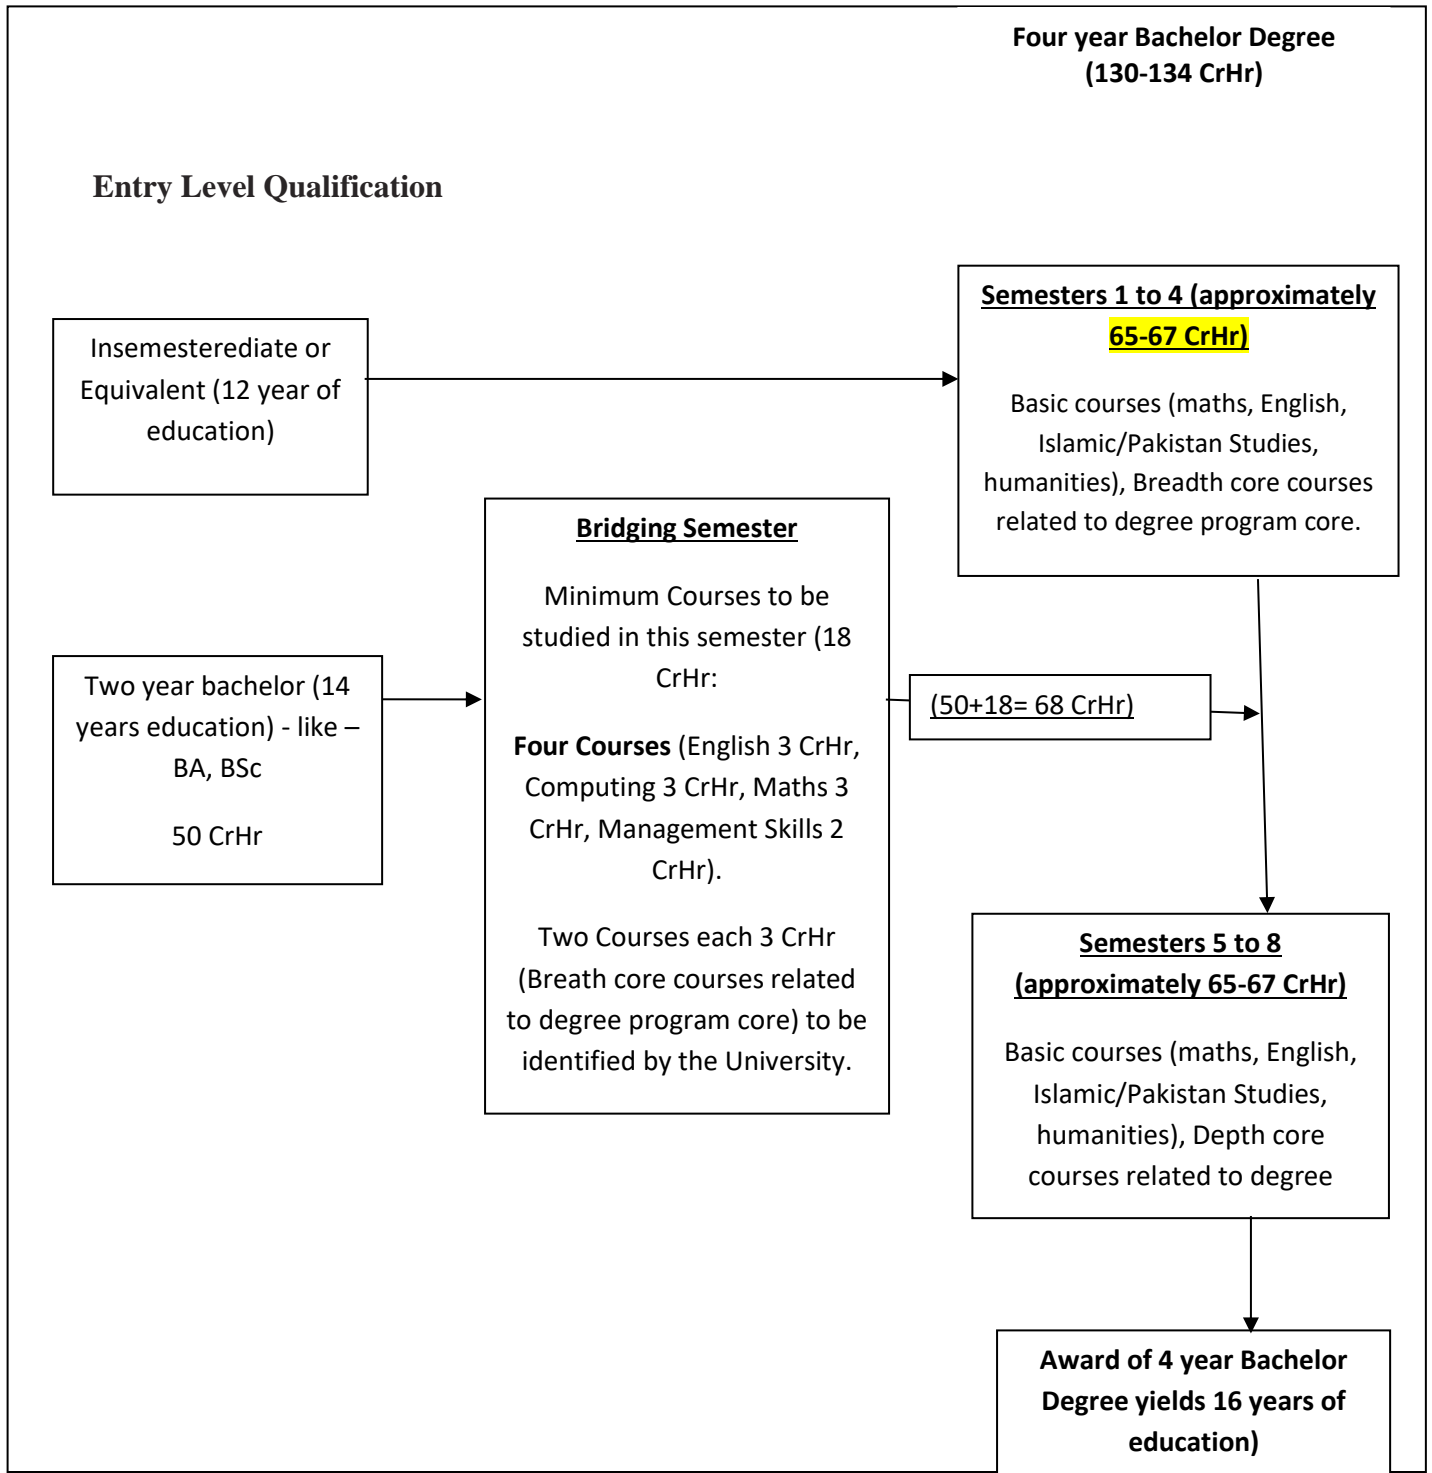 Four year Bachelor Degree
(130-134 CrHr)
Entry Level Qualification
Semesters 1 to 4 (approximately
65-67 CrHr)
Basic courses (maths, English,
Islamic/Pakistan Studies,
humanities), Breadth core courses
related to degree program core.
Insemesterediate or
Equivalent (12 year of
education)
Bridging Semester
Minimum Courses to be
studied in this semester (18
CrHr:
Four Courses (English 3 CrHr,
Computing 3 CrHr, Maths 3
CrHr, Management Skills 2
CrHr).
Two Courses each 3 CrHr
(Breath core courses related
to degree program core) to be
identified by the University.
Two year bachelor (14
years education) - like –
BA, BSc
50 CrHr
(50+18= 68 CrHr)
Semesters 5 to 8
(approximately 65-67 CrHr)
Basic courses (maths, English,
Islamic/Pakistan Studies,
humanities), Depth core
courses related to degree
Award of 4 year Bachelor
Degree yields 16 years of
education)